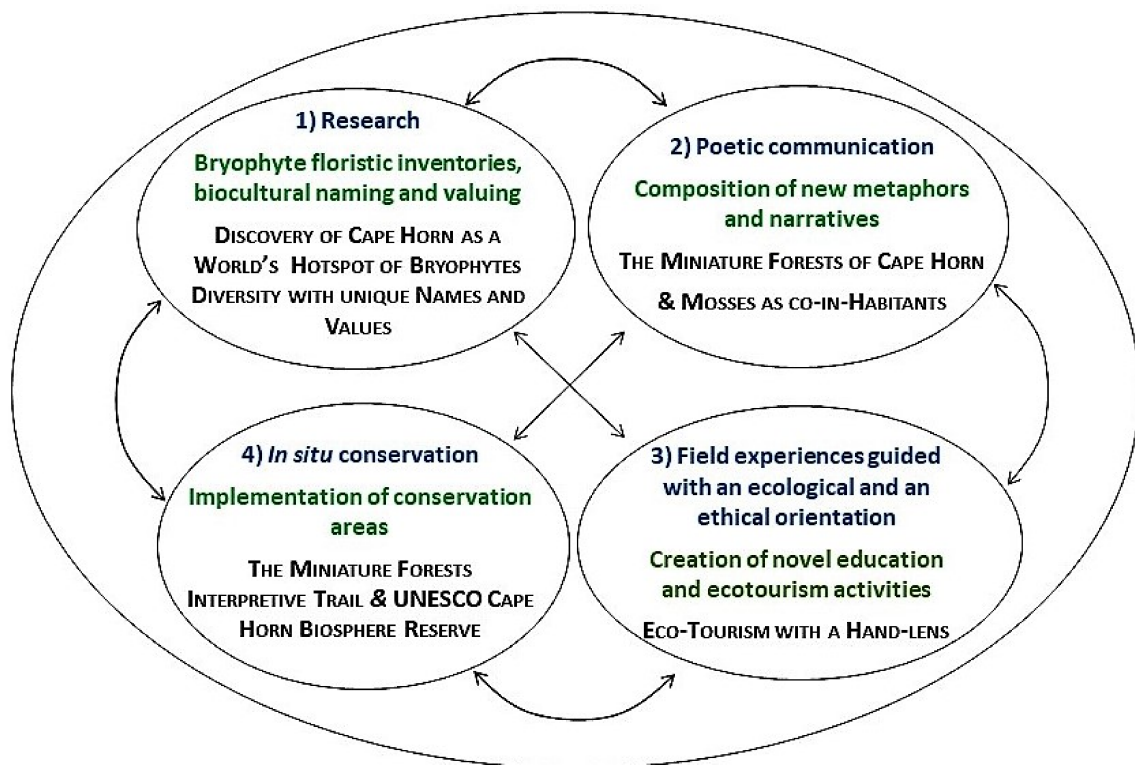 1) Research
Bryophyte floristic inventories,
biocultural naming and valuing
DISCOVERY OF CAPE HORN AS A
WORLD'S HOTSPOT OF BRYOPHYTES
DIVERSITY WITH UNIQUE NAMES AND
VALUES
2) Poetic communication
Composition of new metaphors
and narratives
THE MINIATURE FORESTS OF CAPE HORN
& MOSSES AS CO-IN-HABITANTS
4) In situ conservation
Implementation of conservation
areas
THE MINIATURE FORESTS
INTERPRETIVE TRAIL & UNESCO CAPE
HORN BIOSPHERE RESERVE
3) Field experiences guided
with an ecological and an
ethical orientation
Creation of novel education
and ecotourism activities
ECO-TOURISM WITH A HAND-LENS